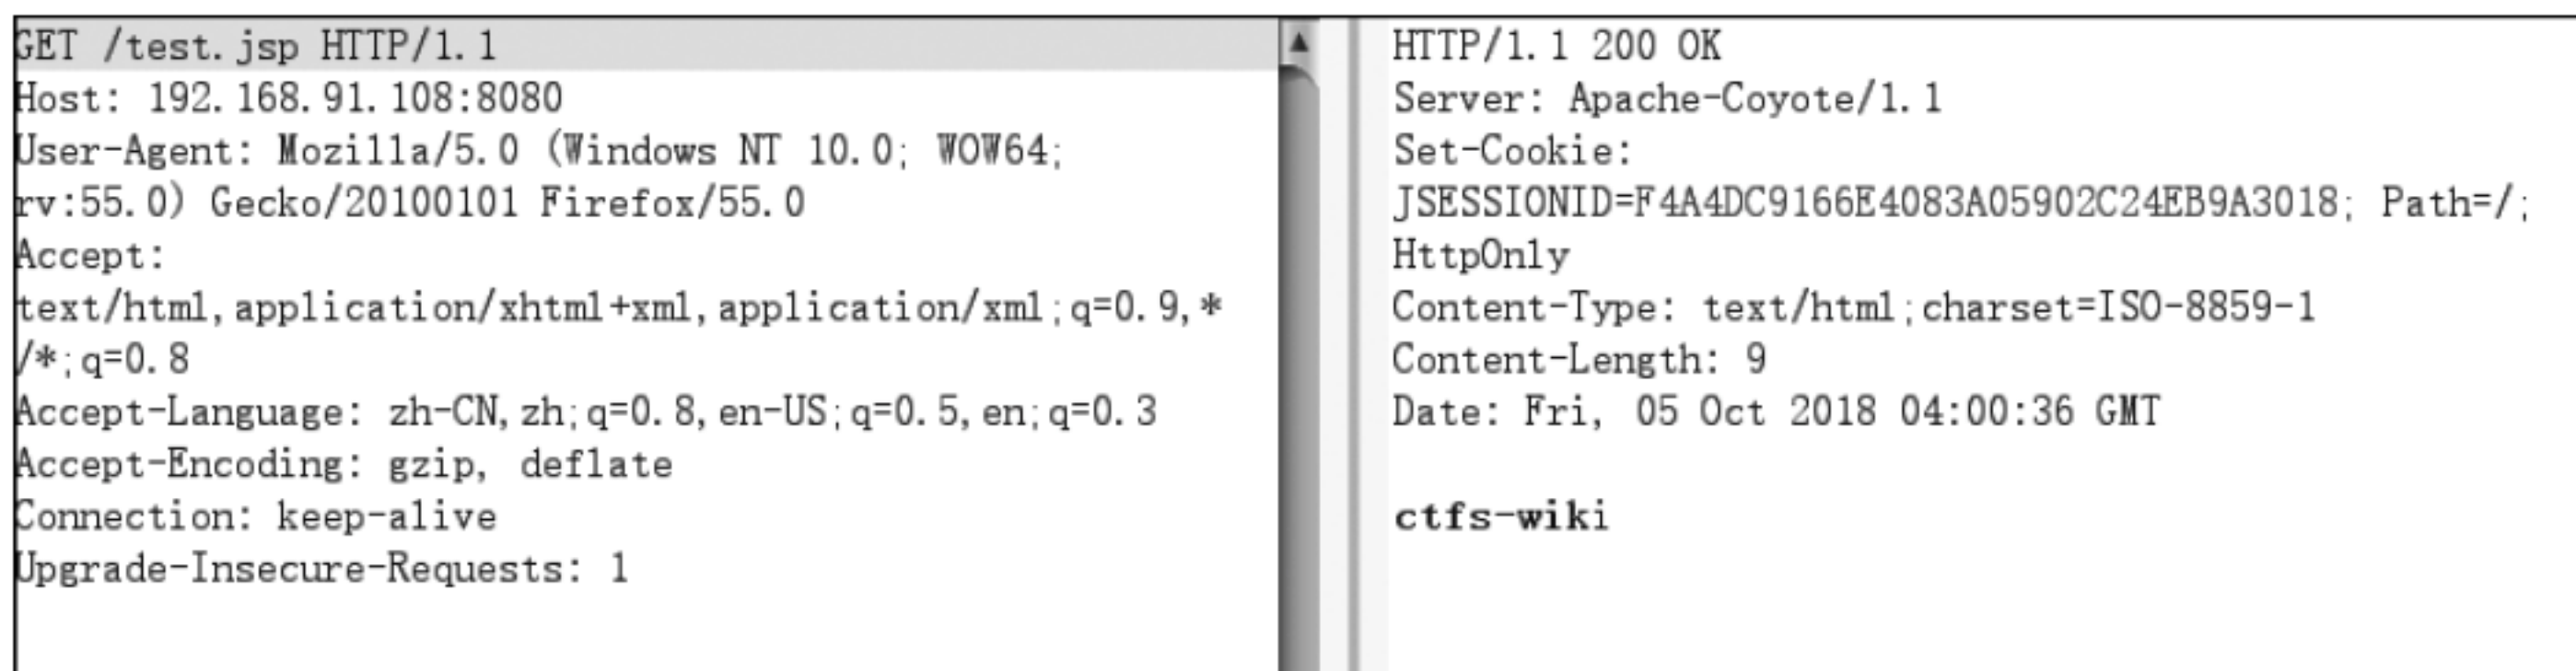 GET /test.jsp HTTP/1.1
Host: 192.168.91.108:8080
User-Agent: Mozilla/5.0 (Windows NT 10.0; WOW64;
rv:55.0) Gecko/20100101 Firefox/55.0
Accept:
text/html,application/xhtml+xml,application/xml;q=0.9,*
/*;q=0.8
Accept-Language: zh-CN,zh;q=0.8,en-US;q=0.5,en;q=0.3
Accept-Encoding: gzip, deflate
Connection: keep-alive
Upgrade-Insecure-Requests: 1
HTTP/1.1 200 OK
Server: Apache-Coyote/1.1
Set-Cookie:
JSESSIONID=F4A4DC9166E4083A05902C24EB9A3018; Path=/;
HttpOnly
Content-Type: text/html;charset=ISO-8859-1
Content-Length: 9
Date: Fri, 05 Oct 2018 04:00:36 GMT
ctfs-wiki